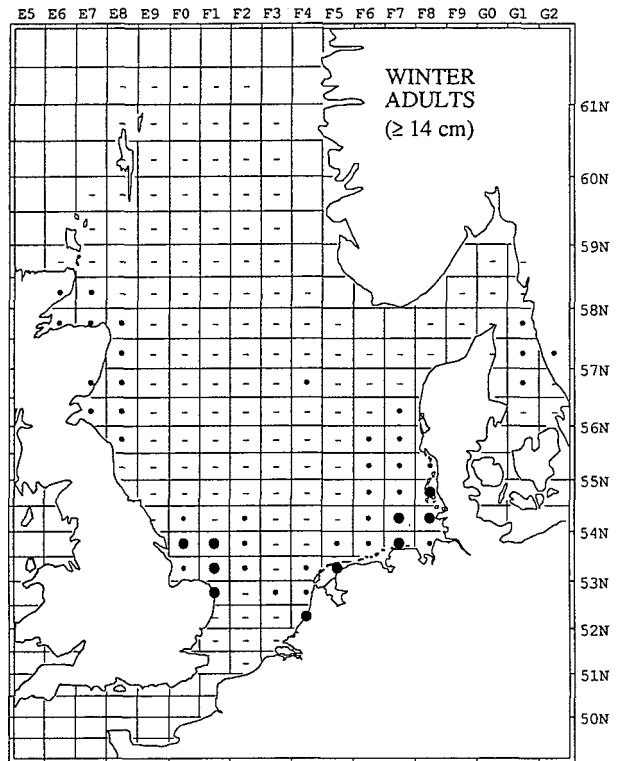 E5 E6 E7 E8 E9 F0 F1 F2 F3 F4 F5 F6 F7 F8 F9 G0 G1 G2
WINTER
ADULTS
(≥ 14 cm)
61N
60N
59N
58N
57N
56N
55N
54N
53N
52N
51N
50N